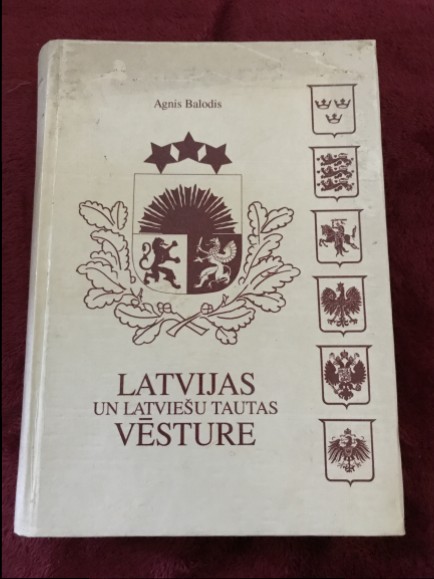 Agnis Balodis
LATVIJAS
UN LATVIEŠU TAUTAS
VĒSTURE